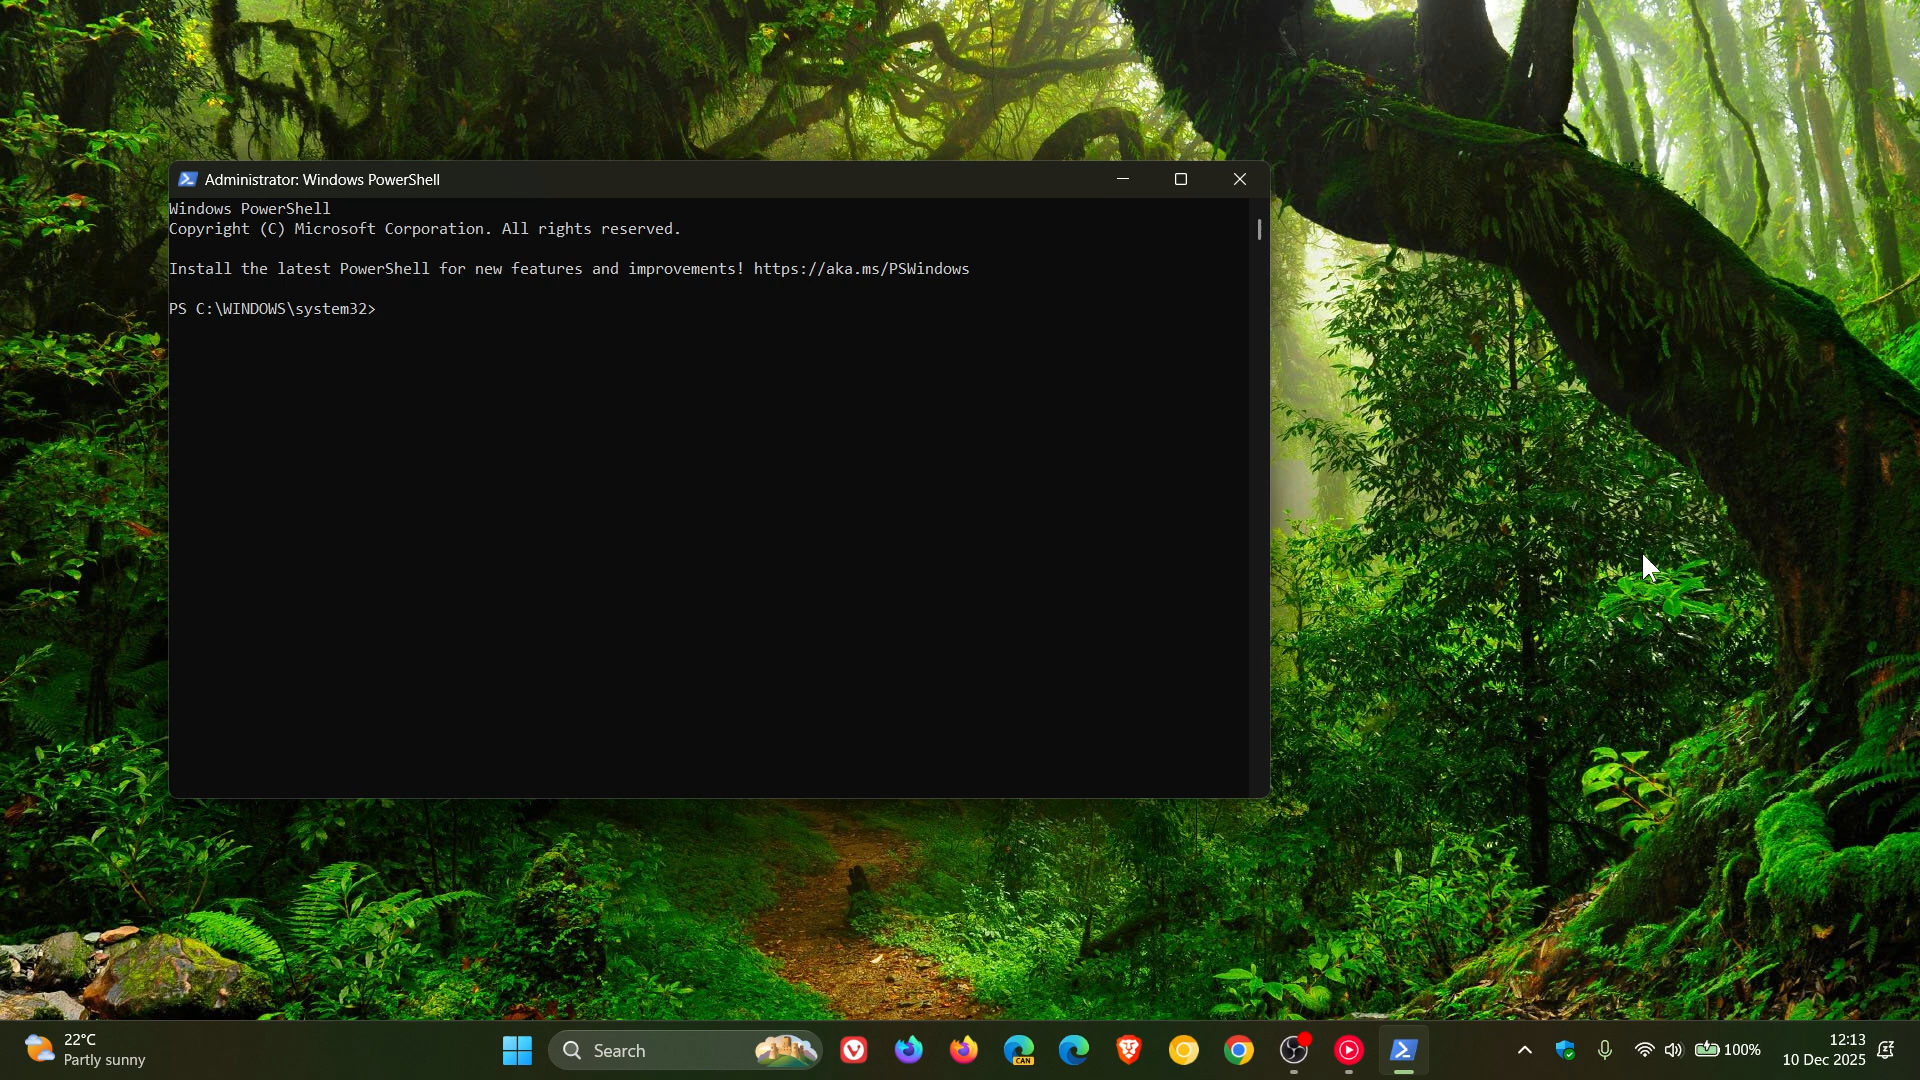 Administrator: Windows PowerShell
Windows PowerShell
Copyright (C) Microsoft Corporation. All rights reserved.
Install the latest PowerShell for new features and improvements! https://aka.ms/PSWindows
PS C:\WINDOWS\system32>
22°C
Partly sunny
Search
CAN
100%
12:13
10 Dec 2025